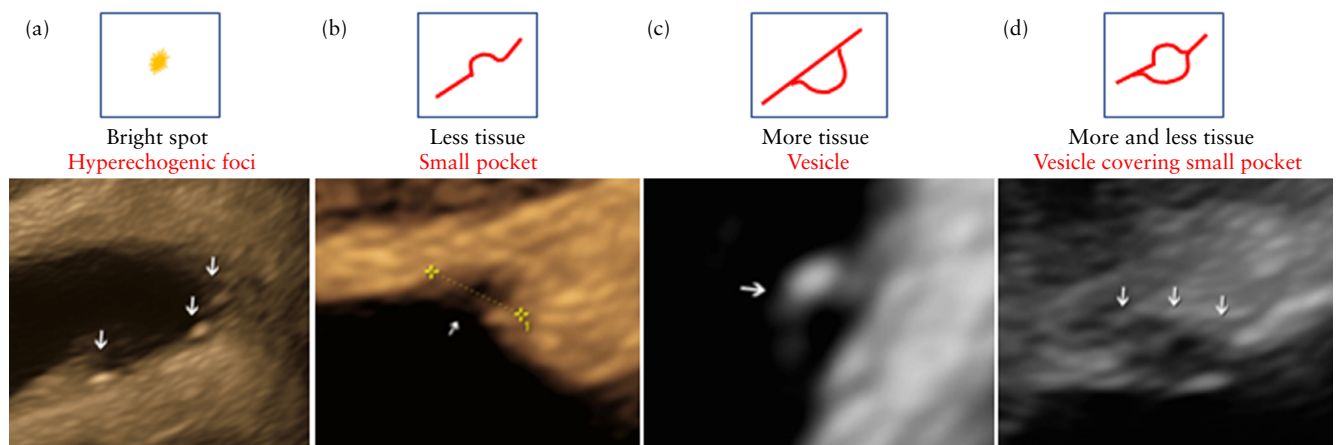 (a)
Bright spot
Hyperechogenic foci
(b)
Less tissue
Small pocket
1
(c)
More tissue
Vesicle
(d)
More and less tissue
Vesicle covering small pocket